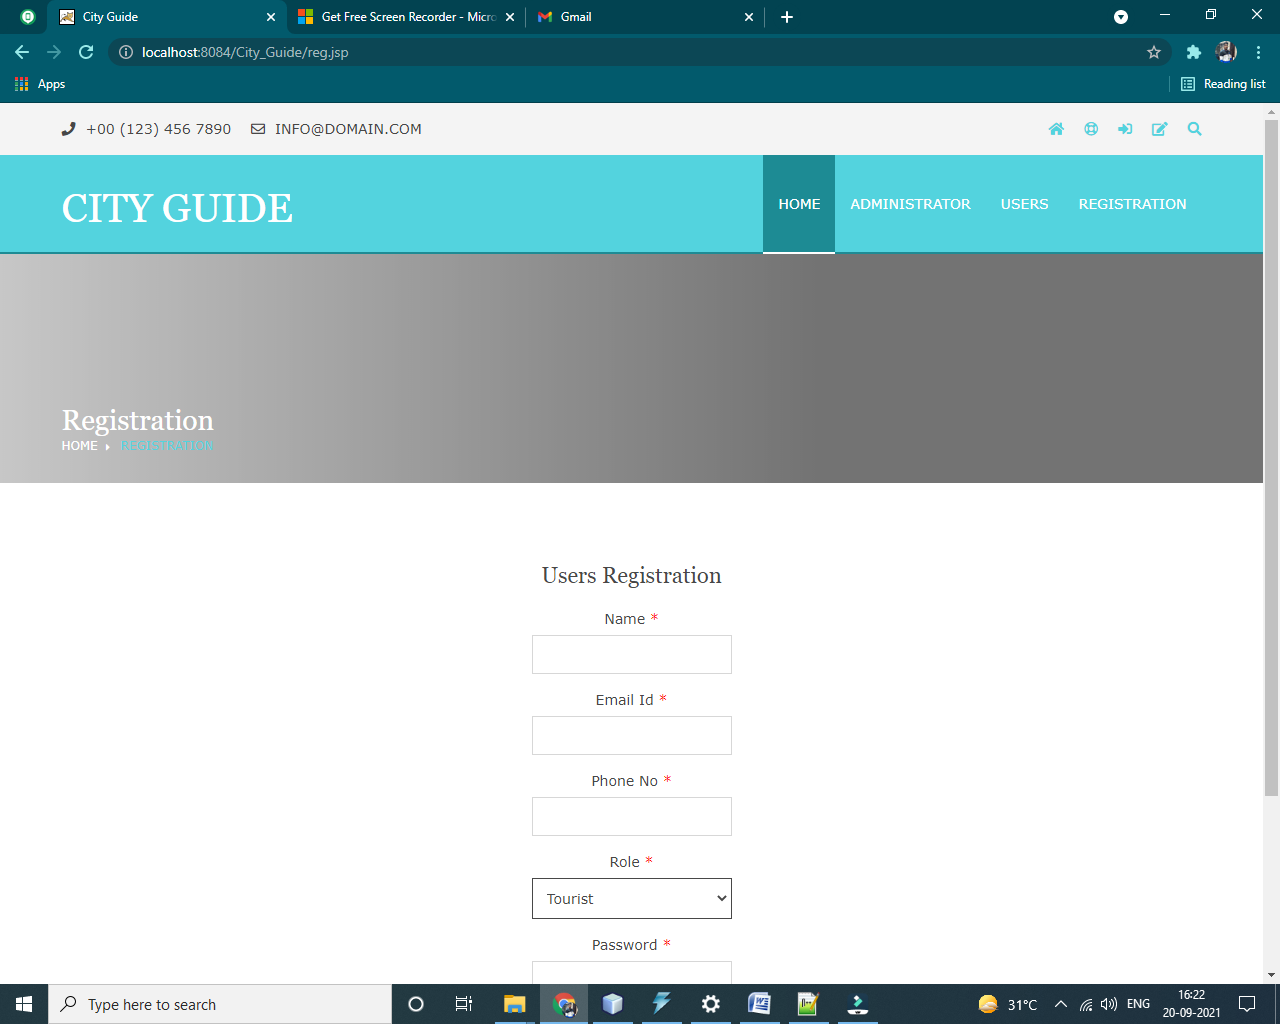 City Guide
Get Free Screen Recorder - Micro
Gmail
localhost:8084/City_Guide/reg.jsp
Apps
Reading list
+00 (123) 456 7890 INFO@DOMAIN.COM
CITY GUIDE
HOME ADMINISTRATOR USERS REGISTRATION
Registration
HOME REGISTRATION
Users Registration
Name *
Email Id *
Phone No *
Role *
Tourist
Password *
Type here to search
31°C
ENG
16:22
20-09-2021